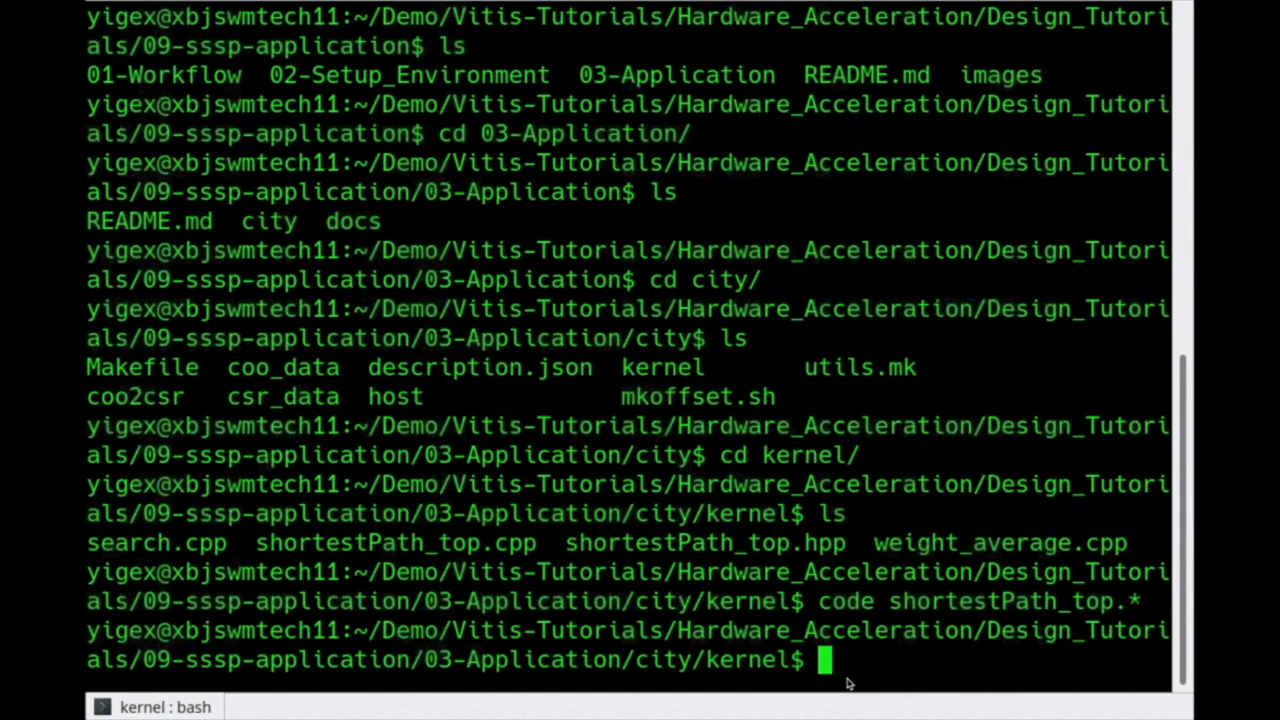 yigex@xbjswmtech11:~/Demo/Vitis-Tutorials/Hardware_Acceleration/Design_Tutori
als/09-sssp-application$ ls
01-Workflow  02-Setup_Environment  03-Application  README.md  images
yigex@xbjswmtech11:~/Demo/Vitis-Tutorials/Hardware_Acceleration/Design_Tutori
als/09-sssp-application$ cd 03-Application/
yigex@xbjswmtech11:~/Demo/Vitis-Tutorials/Hardware_Acceleration/Design_Tutori
als/09-sssp-application/03-Application$ ls
README.md  city  docs
yigex@xbjswmtech11:~/Demo/Vitis-Tutorials/Hardware_Acceleration/Design_Tutori
als/09-sssp-application/03-Application$ cd city/
yigex@xbjswmtech11:~/Demo/Vitis-Tutorials/Hardware_Acceleration/Design_Tutori
als/09-sssp-application/03-Application/city$ ls
Makefile  coo_data  description.json  kernel       utils.mk
coo2csr   csr_data  host              mkoffset.sh
yigex@xbjswmtech11:~/Demo/Vitis-Tutorials/Hardware_Acceleration/Design_Tutori
als/09-sssp-application/03-Application/city$ cd kernel/
yigex@xbjswmtech11:~/Demo/Vitis-Tutorials/Hardware_Acceleration/Design_Tutori
als/09-sssp-application/03-Application/city/kernel$ ls
search.cpp  shortestPath_top.cpp  shortestPath_top.hpp  weight_average.cpp
yigex@xbjswmtech11:~/Demo/Vitis-Tutorials/Hardware_Acceleration/Design_Tutori
als/09-sssp-application/03-Application/city/kernel$ code shortestPath_top.*
yigex@xbjswmtech11:~/Demo/Vitis-Tutorials/Hardware_Acceleration/Design_Tutori
als/09-sssp-application/03-Application/city/kernel$
kernel : bash